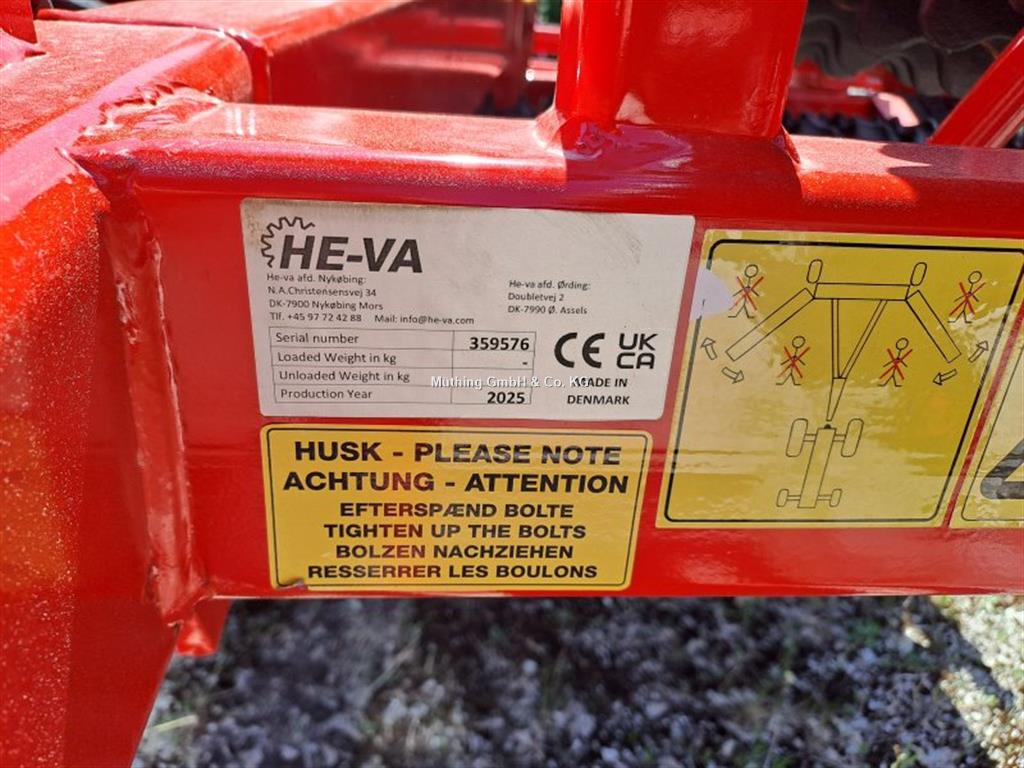 HE-VA
He-va afd. Nykøbing:
N.A.Christensensvej 34
DK-7900 Nykøbing Mors
Tlf. +45 97 72 42 88 Mail: info@he-va.com
He-va afd. Ørding:
Doubletvej 2
DK-7990 Ø. Assels
Serial number 359576
Loaded Weight in kg -
Unloaded Weight in kg
Production Year 2025
CE UK CA
MADE IN
DENMARK
Müthing GmbH & Co. KG
HUSK - PLEASE NOTE
ACHTUNG - ATTENTION
EFTERSPÆND BOLTE
TIGHTEN UP THE BOLTS
BOLZEN NACHZIEHEN
RESSERRER LES BOULONS